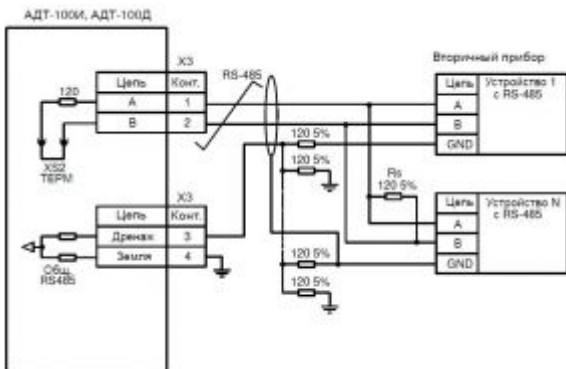 АДТ-100И, АДТ-100Д
X3
Цепь Конт.
A 1
B 2
120
XS2
ТЕРМ
RS-485
X3
Цепь Конт.
Дренаж 3
Земля 4
Общ.
RS485
120 5%
120 5%
Rs
120 5%
120 5%
120 5%
Вторичный прибор
Цепь Устройство 1
с RS-485
A
B
GND
Цепь Устройство N
с RS-485
A
B
GND